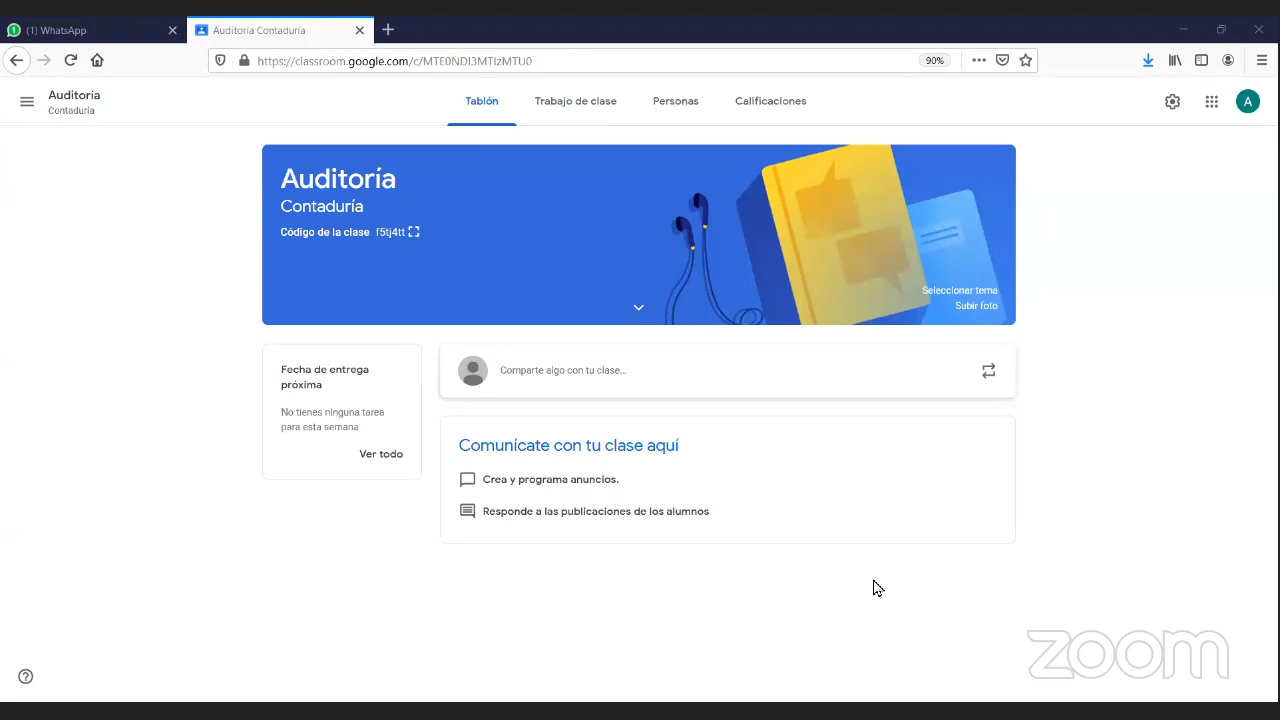 (1) WhatsApp
Auditoría Contaduría
https://classroom.google.com/c/MTE0NDI3MTIzMTU0
90%
Auditoría
Contaduría
Tablón
Trabajo de clase
Personas
Calificaciones
A
Auditoría
Contaduría
Código de la clase f5tj4tt
Seleccionar tema
Subir foto
Fecha de entrega
próxima
No tienes ninguna tarea
para esta semana
Ver todo
Comparte algo con tu clase...
Comunícate con tu clase aquí
Crea y programa anuncios.
Responde a las publicaciones de los alumnos
zoom